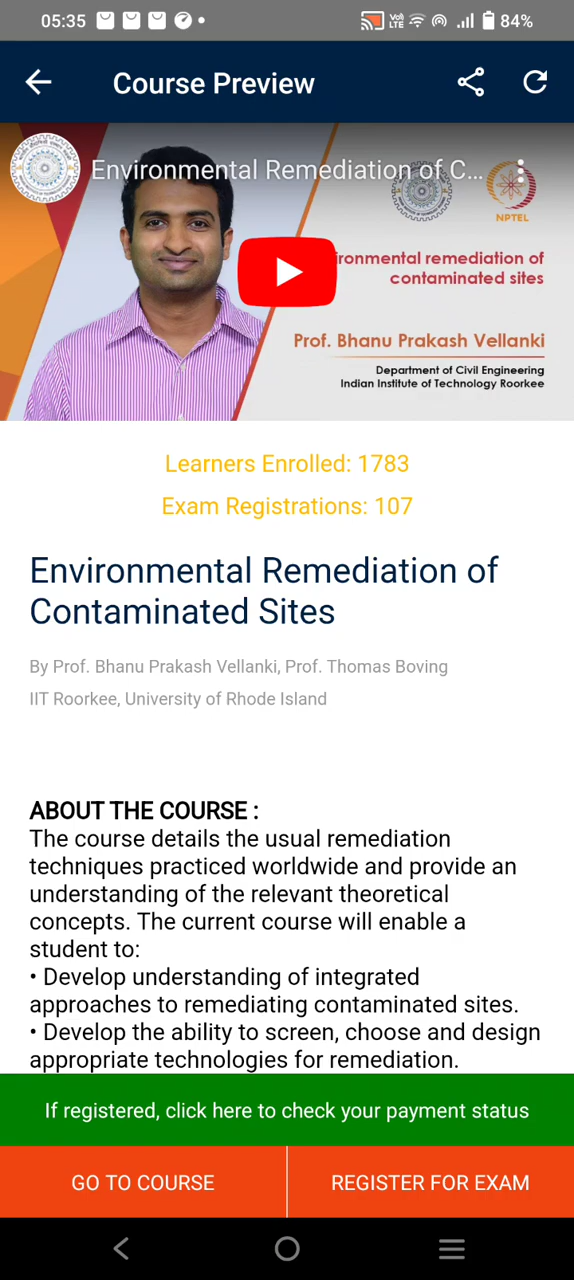 05:35
Vo)
LTE
84%
Course Preview
Environmental Remediation of C...
NPTEL
ironmental remediation of
contaminated sites
Prof. Bhanu Prakash Vellanki
Department of Civil Engineering
Indian Institute of Technology Roorkee
Learners Enrolled: 1783
Exam Registrations: 107
Environmental Remediation of
Contaminated Sites
By Prof. Bhanu Prakash Vellanki, Prof. Thomas Boving
IIT Roorkee, University of Rhode Island
ABOUT THE COURSE :
The course details the usual remediation
techniques practiced worldwide and provide an
understanding of the relevant theoretical
concepts. The current course will enable a
student to:
• Develop understanding of integrated
approaches to remediating contaminated sites.
• Develop the ability to screen, choose and design
appropriate technologies for remediation.
If registered, click here to check your payment status
GO TO COURSE
REGISTER FOR EXAM